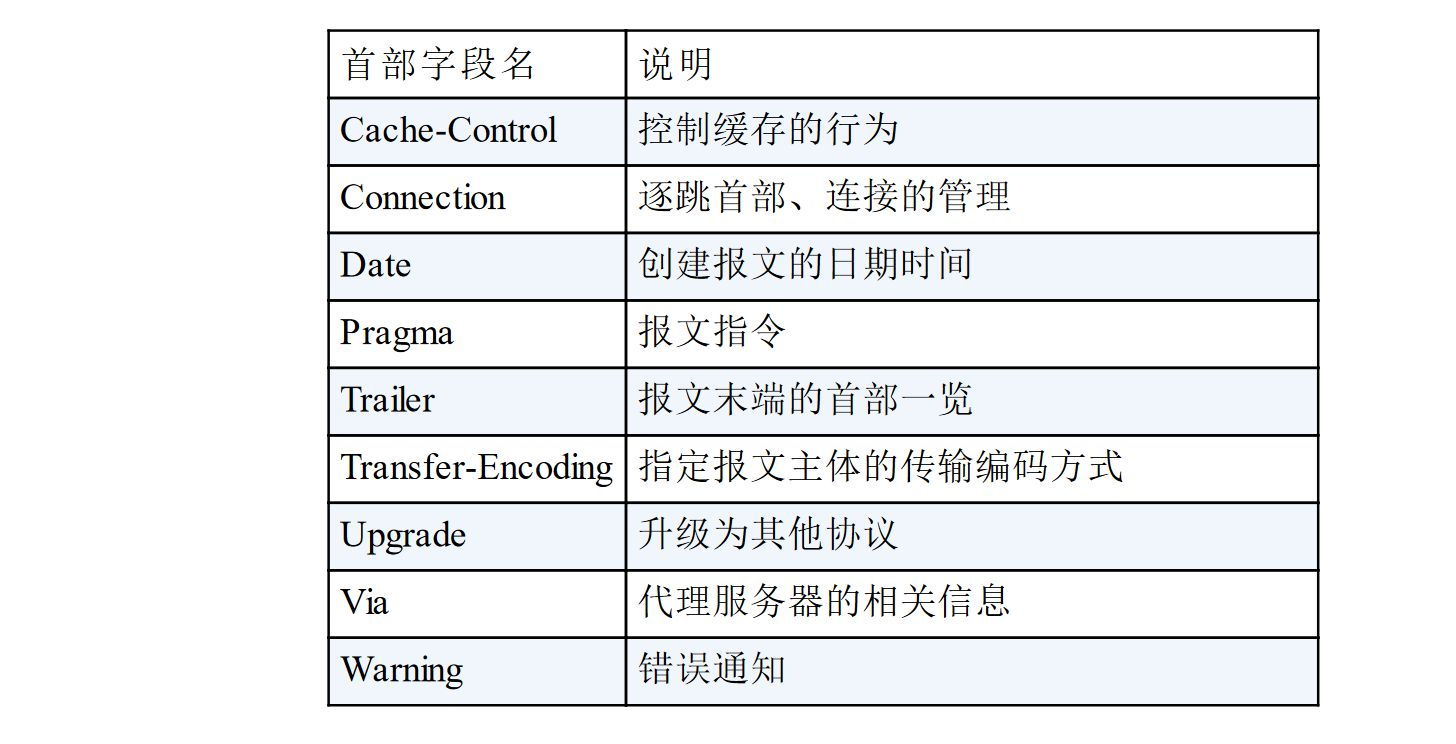 首部字段名 说明
Cache-Control 控制缓存的行为
Connection 逐跳首部、连接的管理
Date 创建报文的日期时间
Pragma 报文指令
Trailer 报文末端的首部一览
Transfer-Encoding 指定报文主体的传输编码方式
Upgrade 升级为其他协议
Via 代理服务器的相关信息
Warning 错误通知